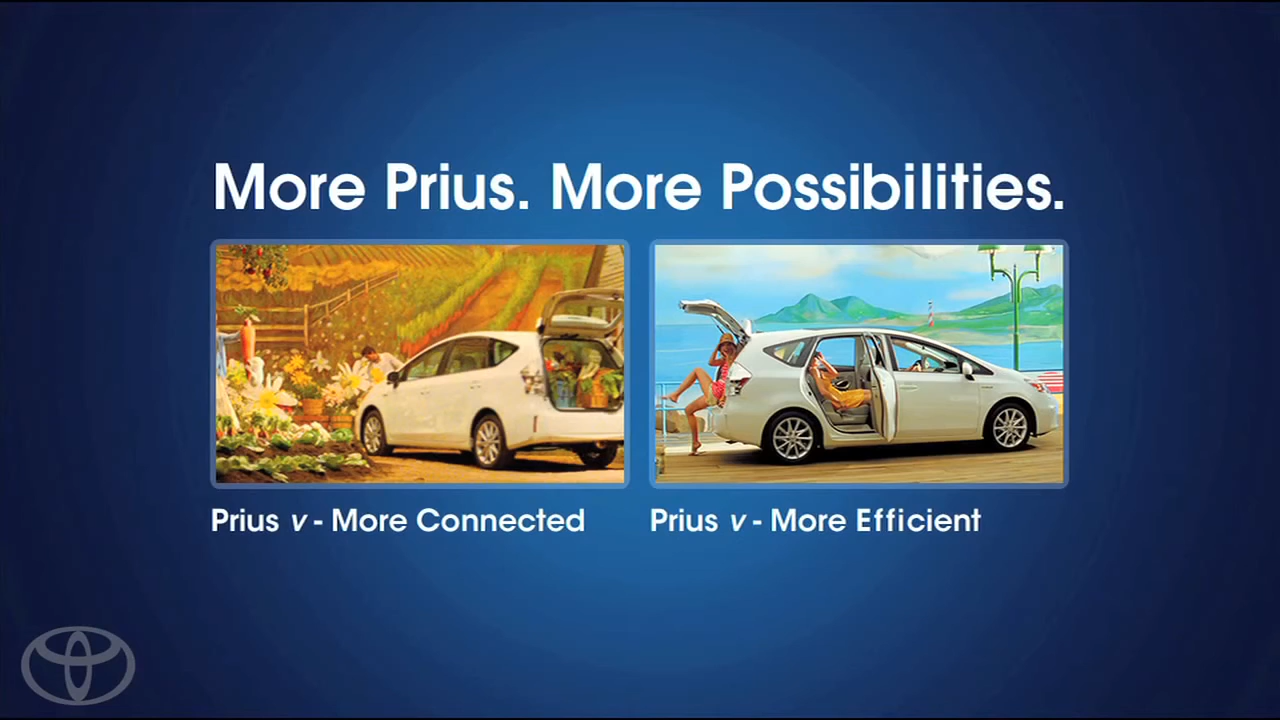 More Prius. More Possibilities.
Prius v - More Connected
Prius v - More Efficient